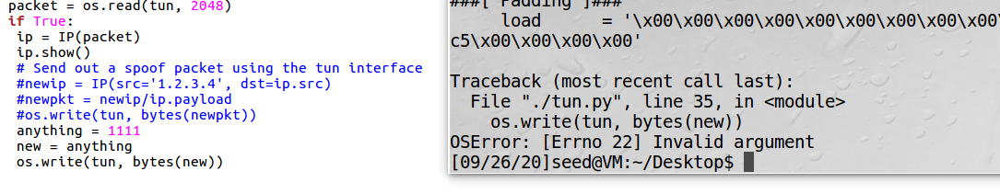 packet = os.read(tun, 2048)
if True:
 ip = IP(packet)
 ip.show()
 # Send out a spoof packet using the tun interface
 #newip = IP(src='1.2.3.4', dst=ip.src)
 #newpkt = newip/ip.payload
 #os.write(tun, bytes(newpkt))
 anything = 1111
 new = anything
 os.write(tun, bytes(new))
###[ Padding ]###
     load      = '\x00\x00\x00\x00\x00\x00\x00\x00\x00\x00\
c5\x00\x00\x00\x00'
Traceback (most recent call last):
  File "./tun.py", line 35, in <module>
    os.write(tun, bytes(new))
OSError: [Errno 22] Invalid argument
[09/26/20]seed@VM:~/Desktop$